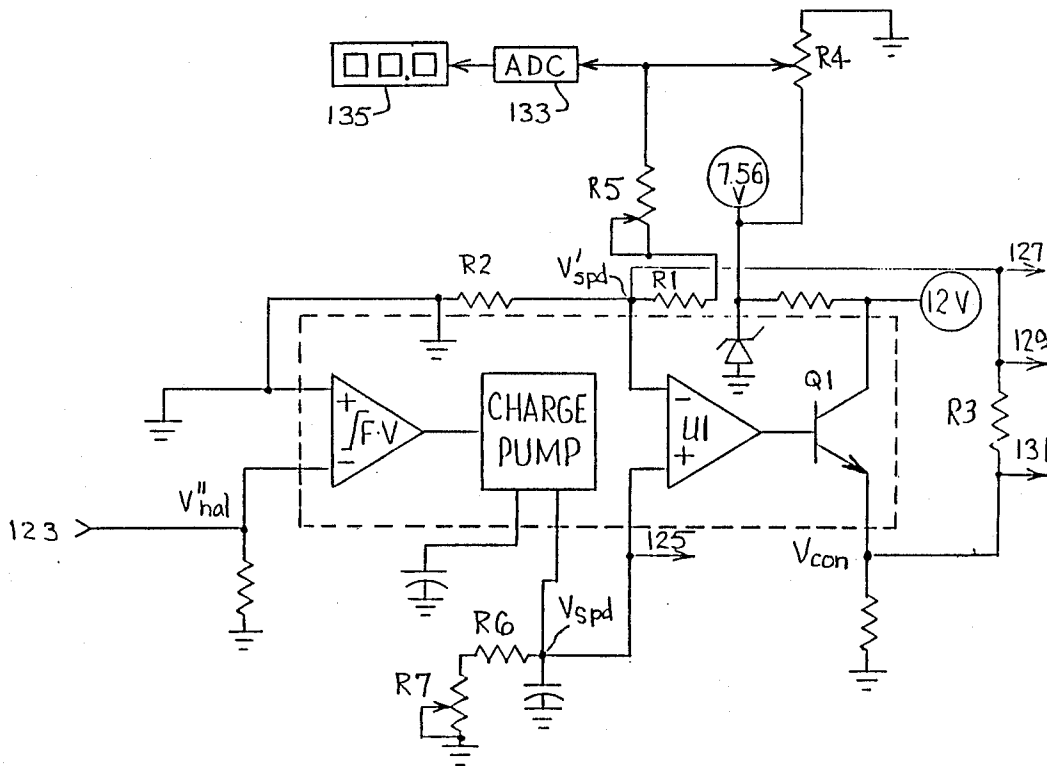 R4
ADC
135
133
7.56
V
R5
127
R2
V'spd
R1
12V
129
Q1
+
∫F·V
−
CHARGE
PUMP
−
U1
+
R3
131
V"hal
123
125
Vcon
Vspd
R6
R7